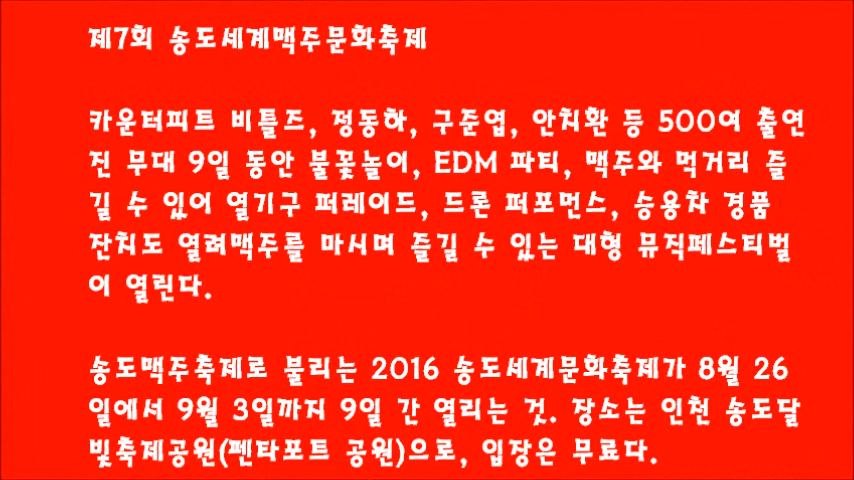 제7회 송도세계맥주문화축제
카운터피트 비틀즈, 정동하, 구준엽, 안치환 등 500여 출연
진 무대 9일 동안 불꽃놀이, EDM 파티, 맥주와 먹거리 즐
길 수 있어 열기구 퍼레이드, 드론 퍼포먼스, 승용차 경품
잔치도 열려맥주를 마시며 즐길 수 있는 대형 뮤직페스티벌
이 열린다.
송도맥주축제로 불리는 2016 송도세계문화축제가 8월 26
일에서 9월 3일까지 9일 간 열리는 것. 장소는 인천 송도달
빛축제공원(펜타포트 공원)으로, 입장은 무료다.